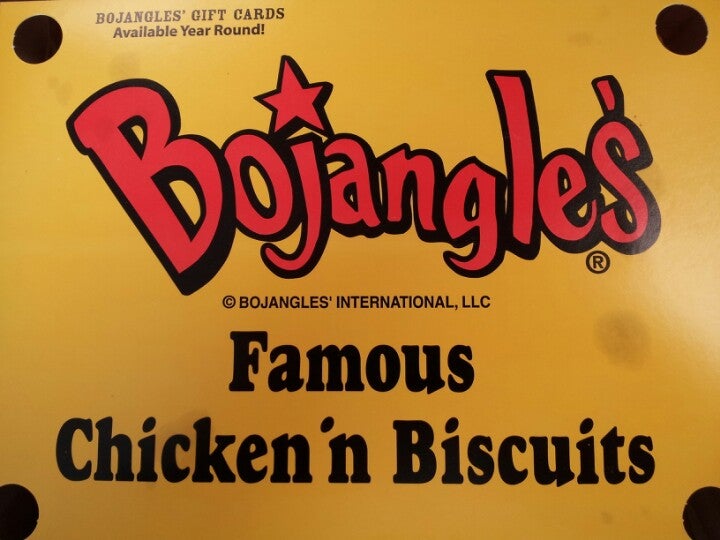 BOJANGLES' GIFT CARDS
Available Year Round!
Bojangles' ®
© BOJANGLES' INTERNATIONAL, LLC
Famous
Chicken 'n Biscuits